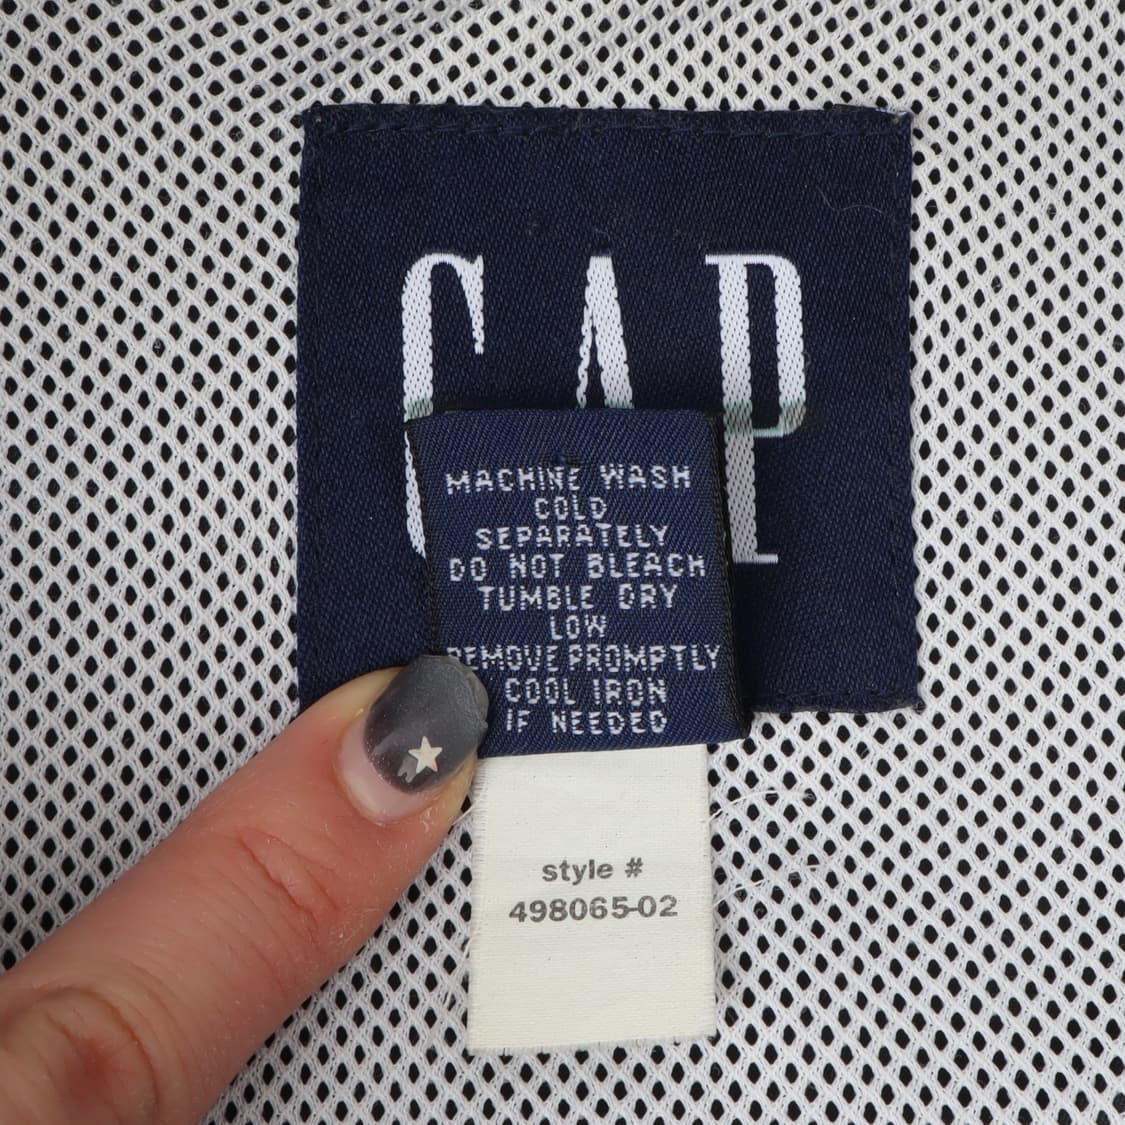 GAP
MACHINE WASH
COLD
SEPARATELY
DO NOT BLEACH
TUMBLE DRY
LOW
REMOVE PROMPTLY
COOL IRON
IF NEEDED
style #
498065-02